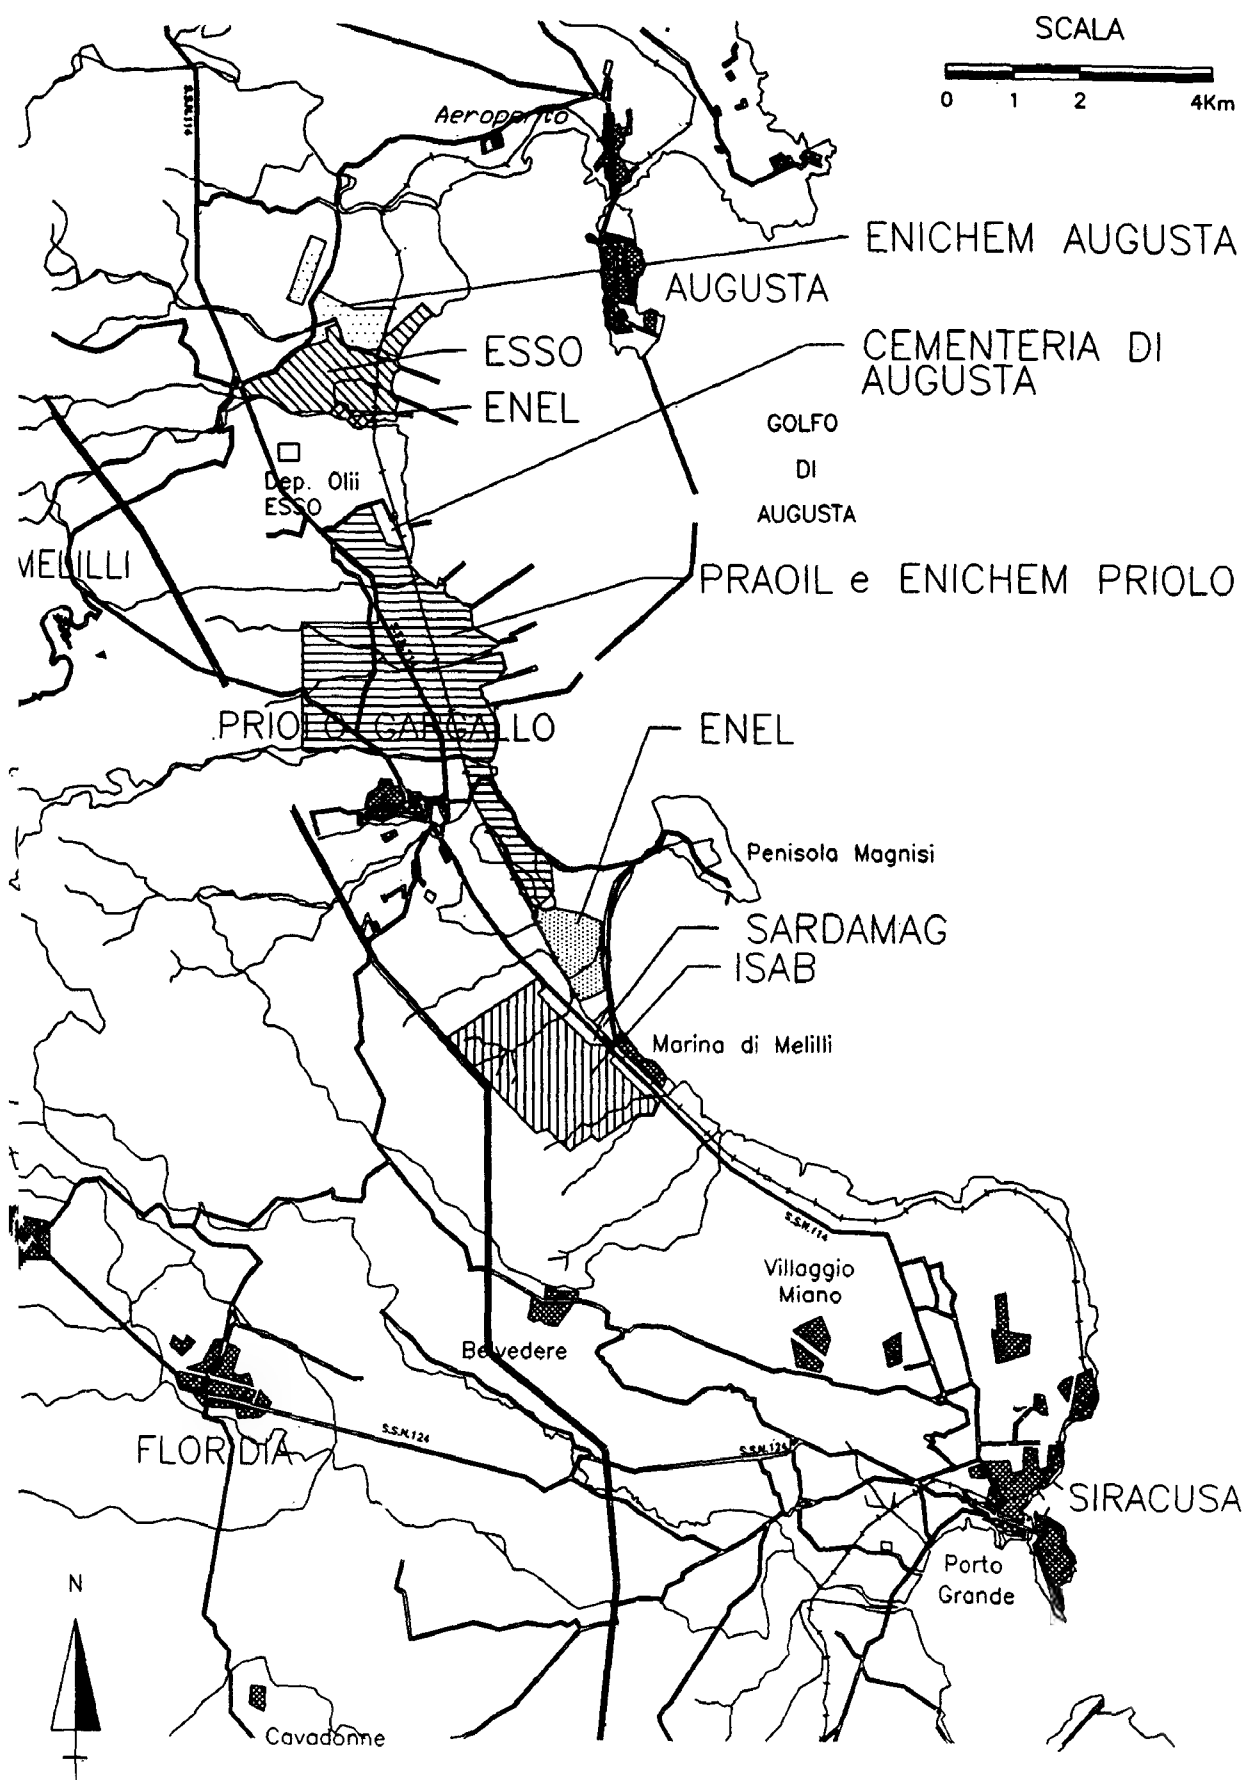 SCALA
0 1 2 4Km
S.S.N.114
Aeroporto
ENICHEM AUGUSTA
AUGUSTA
ESSO
CEMENTERIA DI
AUGUSTA
ENEL
GOLFO
DI
AUGUSTA
Dep. Olii
ESSO
MELILLI
PRAOIL e ENICHEM PRIOLO
PRIOLO GARGALLO
ENEL
Penisola Magnisi
SARDAMAG
ISAB
Marina di Melilli
S.S.N.114
Villaggio
Miano
Belvedere
FLORIDIA
S.S.N.124
S.S.N.124
SIRACUSA
N
Porto
Grande
Cavadonne